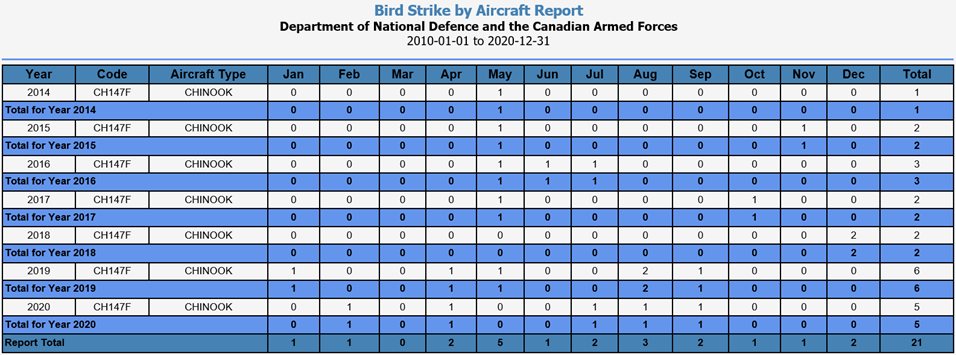 Bird Strike by Aircraft Report
Department of National Defence and the Canadian Armed Forces
2010-01-01 to 2020-12-31
Year Code Aircraft Type Jan Feb Mar Apr May Jun Jul Aug Sep Oct Nov Dec Total
2014 CH147F CHINOOK 0 0 0 0 1 0 0 0 0 0 0 0 1
Total for Year 2014 0 0 0 0 1 0 0 0 0 0 0 0 1
2015 CH147F CHINOOK 0 0 0 0 1 0 0 0 0 0 1 0 2
Total for Year 2015 0 0 0 0 1 0 0 0 0 0 1 0 2
2016 CH147F CHINOOK 0 0 0 0 1 1 1 0 0 0 0 0 3
Total for Year 2016 0 0 0 0 1 1 1 0 0 0 0 0 3
2017 CH147F CHINOOK 0 0 0 0 1 0 0 0 0 1 0 0 2
Total for Year 2017 0 0 0 0 1 0 0 0 0 1 0 0 2
2018 CH147F CHINOOK 0 0 0 0 0 0 0 0 0 0 0 2 2
Total for Year 2018 0 0 0 0 0 0 0 0 0 0 0 2 2
2019 CH147F CHINOOK 1 0 0 1 1 0 0 2 1 0 0 0 6
Total for Year 2019 1 0 0 1 1 0 0 2 1 0 0 0 6
2020 CH147F CHINOOK 0 1 0 1 0 0 1 1 1 0 0 0 5
Total for Year 2020 0 1 0 1 0 0 1 1 1 0 0 0 5
Report Total 1 1 0 2 5 1 2 3 2 1 1 2 21